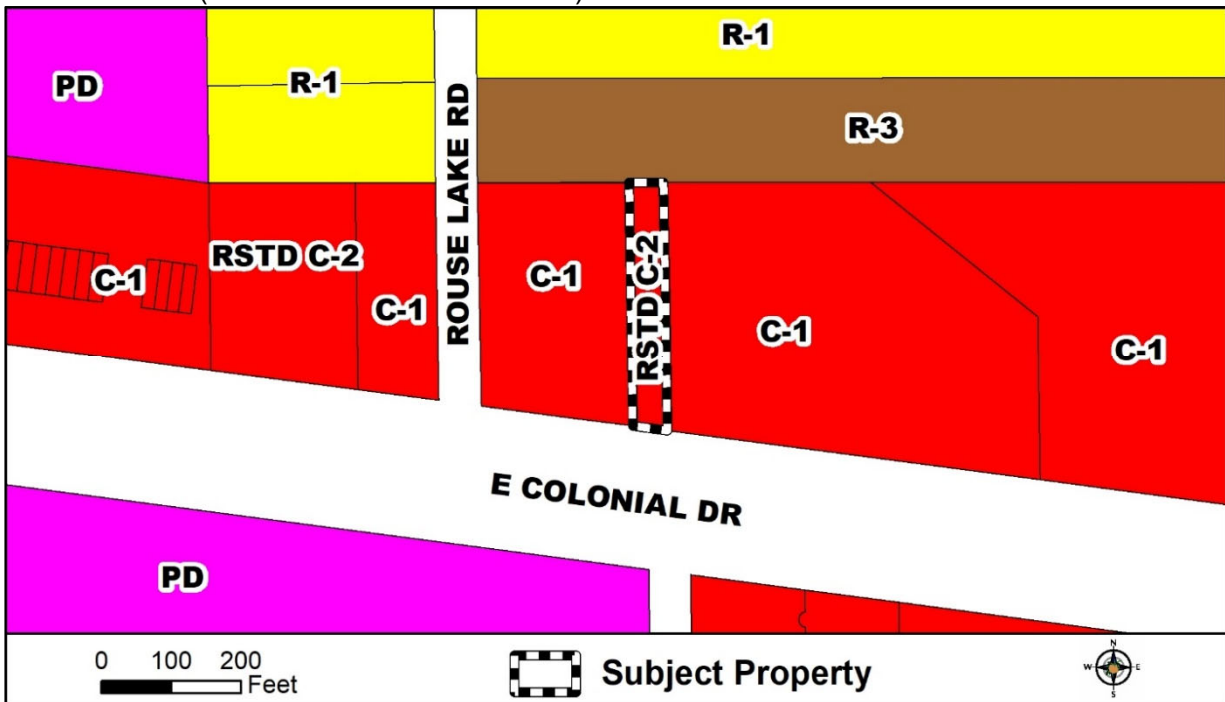 R-1
R-1
PD
R-3
ROUSE LAKE RD
RSTD C-2
C-1
C-1
C-1
RSTD C-2
C-1
C-1
E COLONIAL DR
PD
0 100 200
Feet
Subject Property
N
W E
S